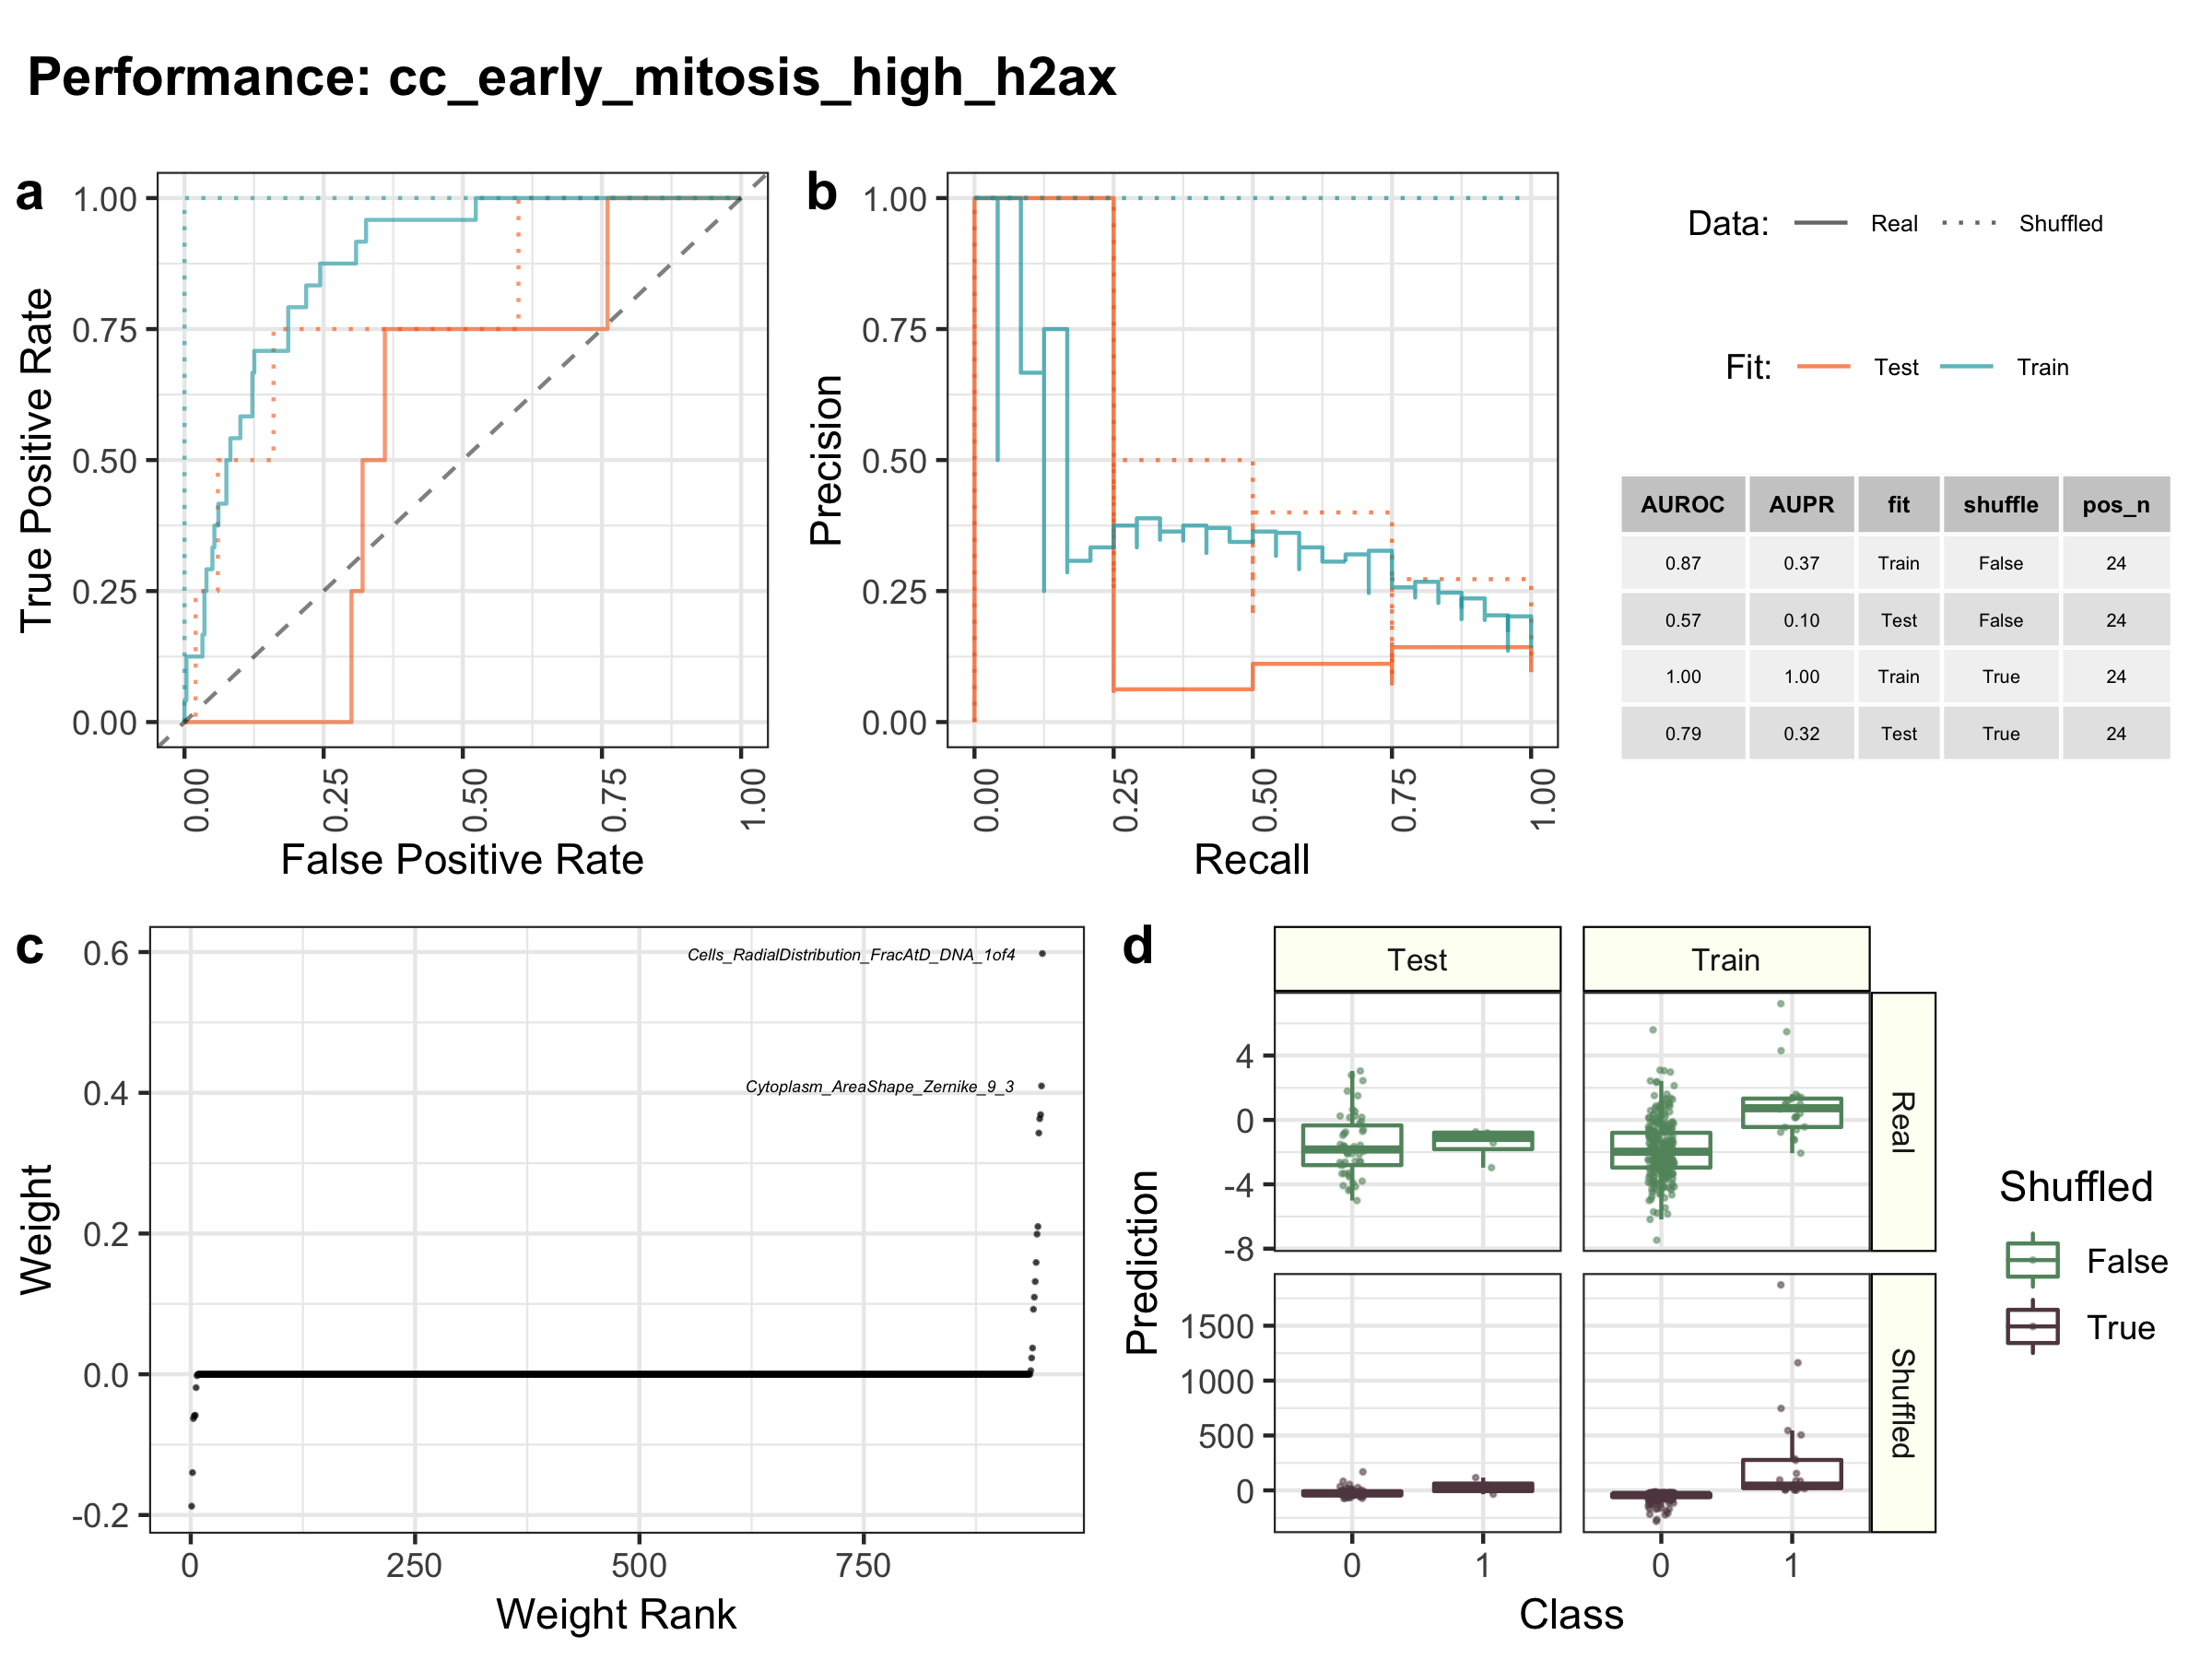 Performance: cc_early_mitosis_high_h2ax
a
True Positive Rate
1.00
0.75
0.50
0.25
0.00
0.00
0.25
0.50
0.75
1.00
False Positive Rate
b
Precision
1.00
0.75
0.50
0.25
0.00
0.00
0.25
0.50
0.75
1.00
Recall
Data: Real Shuffled
Fit: Test Train
AUROC AUPR fit shuffle pos_n
0.87 0.37 Train False 24
0.57 0.10 Test False 24
1.00 1.00 Train True 24
0.79 0.32 Test True 24
c
Weight
0.6
0.4
0.2
0.0
-0.2
Cells_RadialDistribution_FracAtD_DNA_1of4
Cytoplasm_AreaShape_Zernike_9_3
0 250 500 750
Weight Rank
d
Test Train
Prediction
4
0
-4
-8
Real
1500
1000
500
0
Shuffled
0 1 0 1
Class
Shuffled
False
True